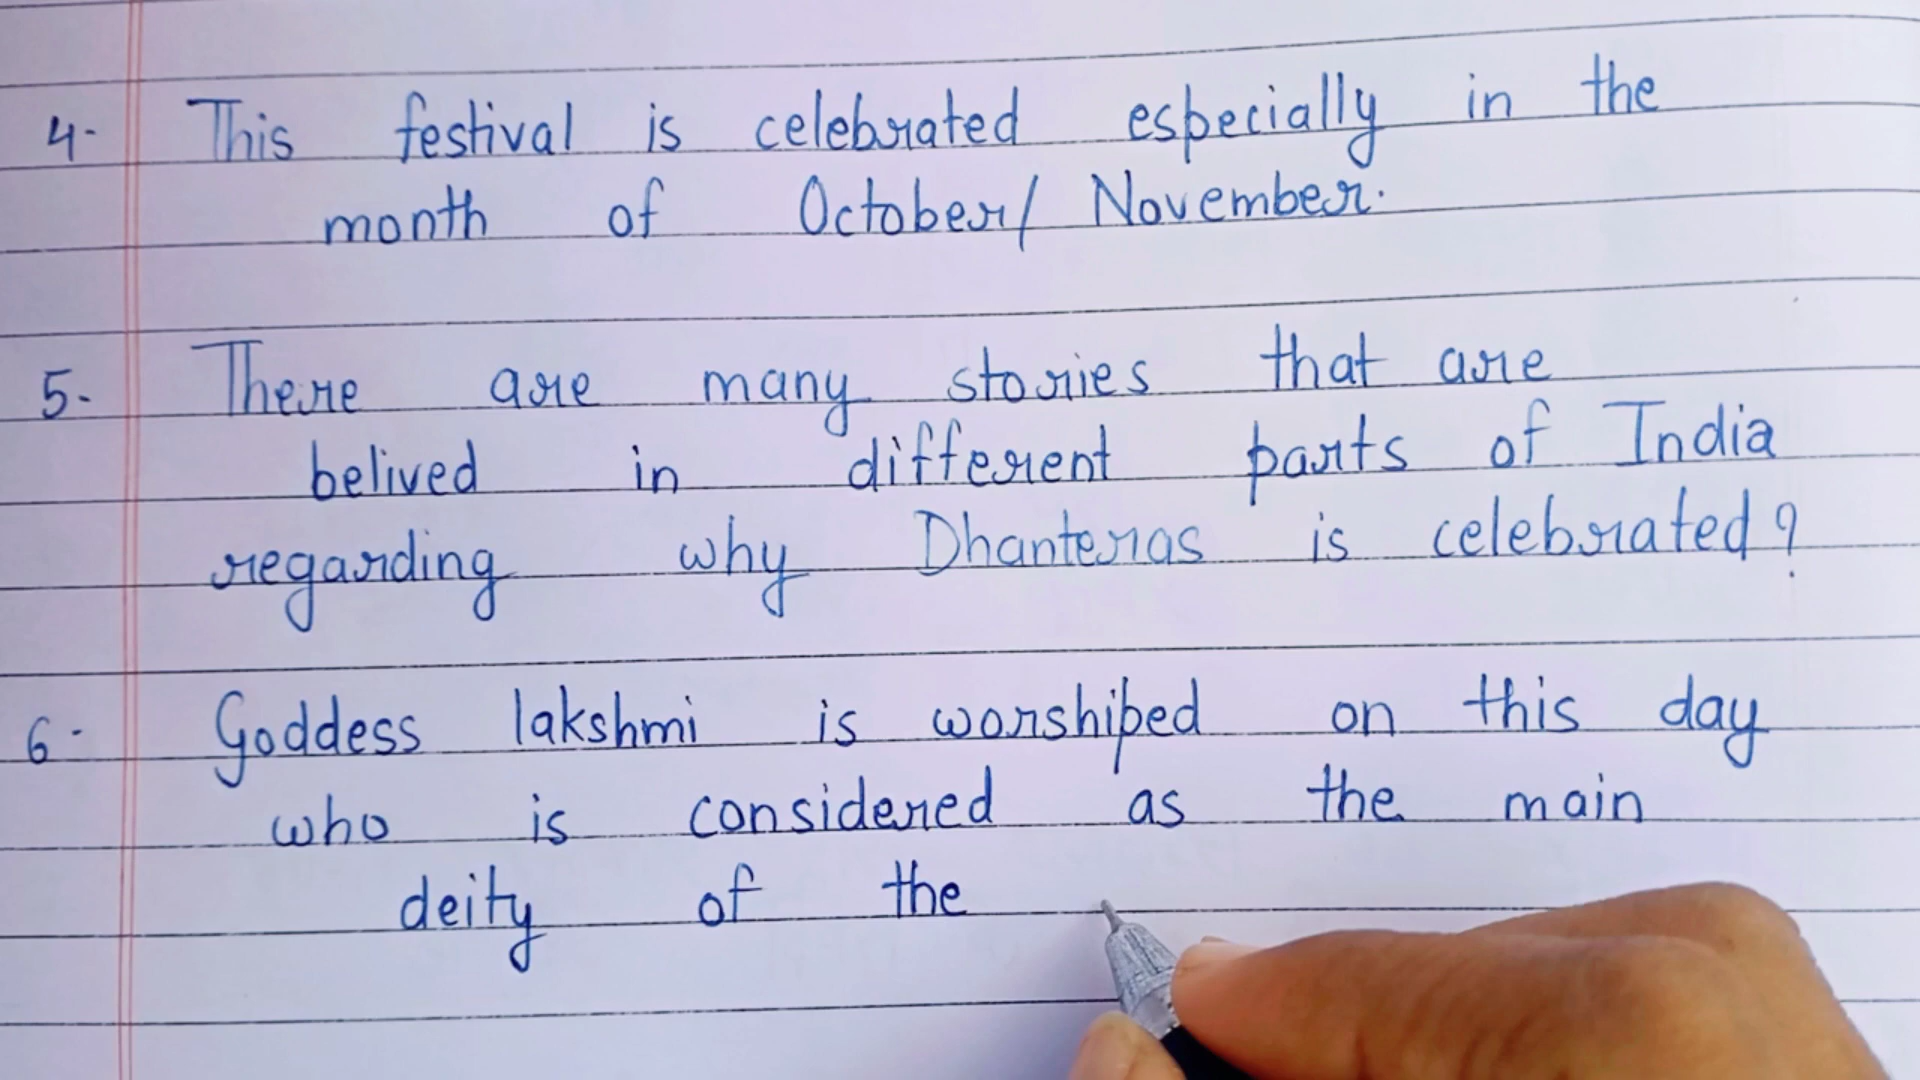 4- This festival is celebrated especially in the
month of October/ November.
5- There are many stories that are
belived in different parts of India
regarding why Dhanteras is celebrated?
6- Goddess lakshmi is worshiped on this day
who is considered as the main
deity of the